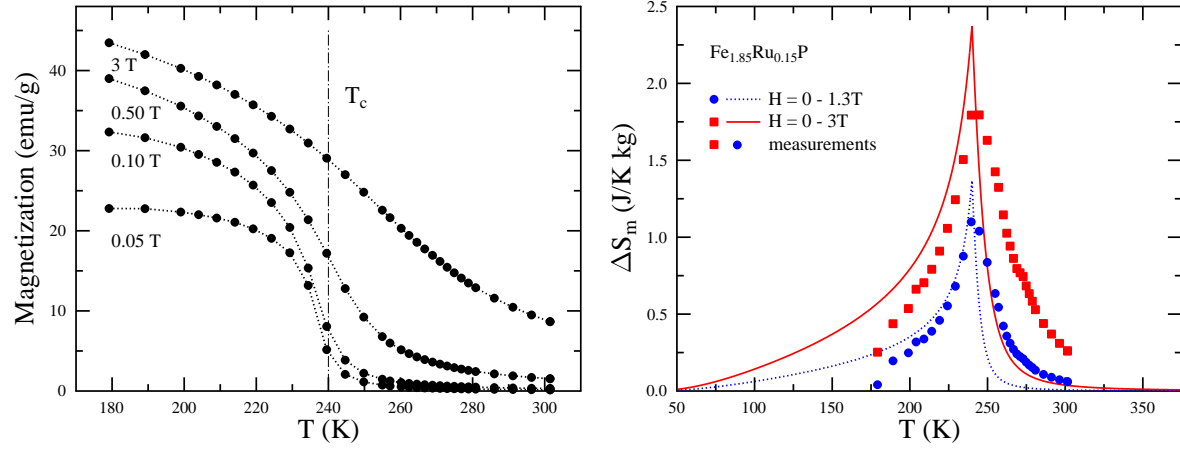 Magnetization (emu/g)
40
30
20
10
0
3 T
0.50 T
0.10 T
0.05 T
T_c
180 200 220 240 260 280 300
T (K)
ΔS_m (J/K kg)
2.5
2.0
1.5
1.0
0.5
0.0
Fe_1.85Ru_0.15P
H = 0 - 1.3T
H = 0 - 3T
measurements
50 100 150 200 250 300 350
T (K)